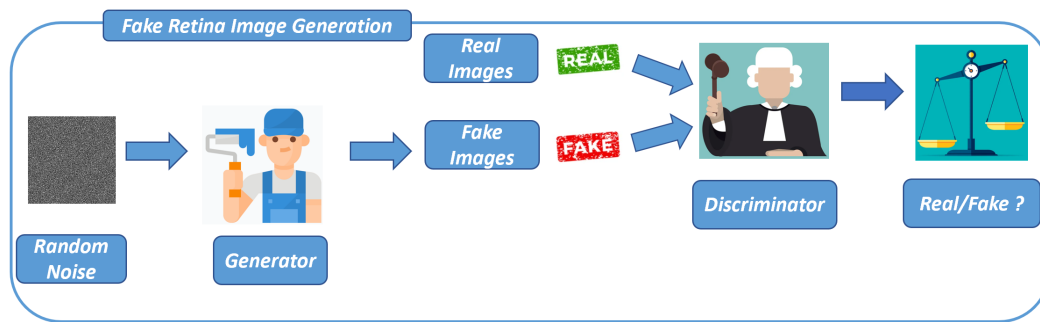 Fake Retina Image Generation
Real
Images
REAL
Fake
Images
FAKE
Random
Noise
Generator
Discriminator
Real/Fake ?